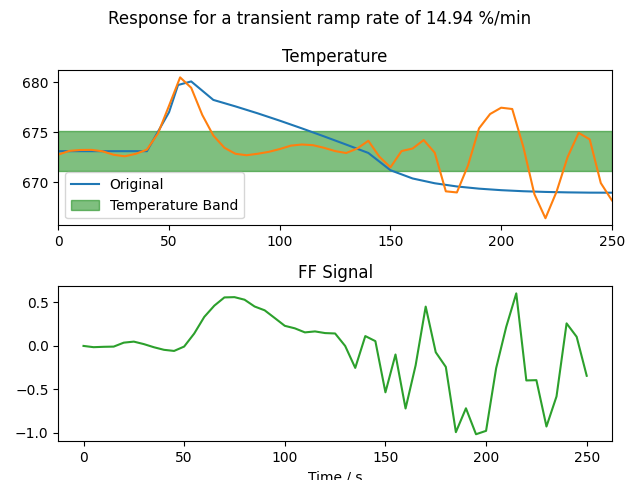 Response for a transient ramp rate of 14.94 %/min
Temperature
680
675
670
Original
Temperature Band
0 50 100 150 200 250
FF Signal
0.5
0.0
−0.5
−1.0
0 50 100 150 200 250
Time / s